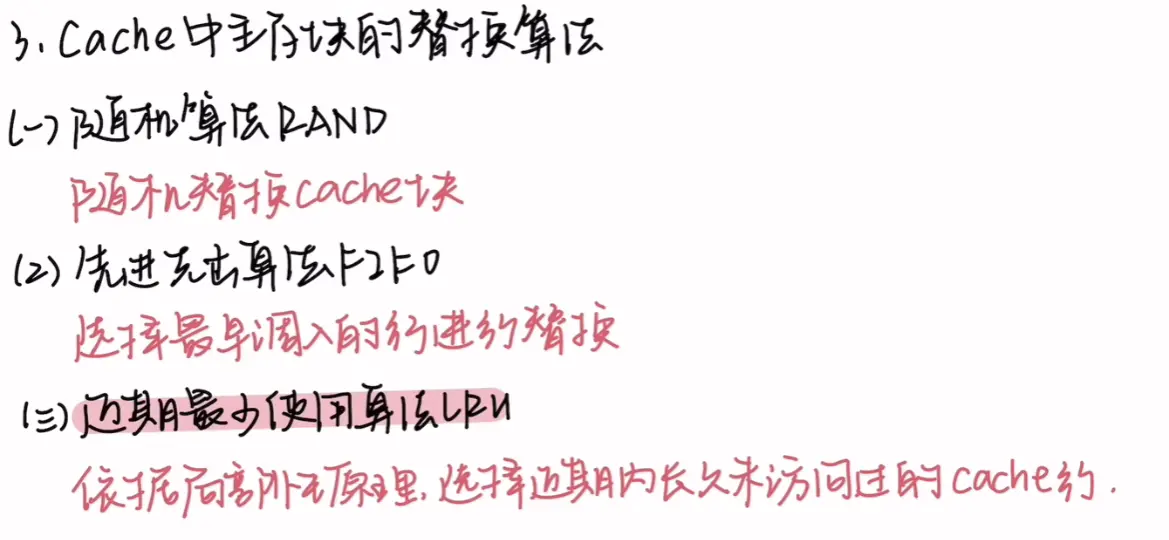 3. Cache中主存块的替换算法
(一) 随机算法RAND
随机替换cache块
(2) 先进先出算法FIFO
选择最早调入的行进行替换
(三) 近期最少使用算法LRU
依据局部性原理,选择近期内长久未访问过的cache行.